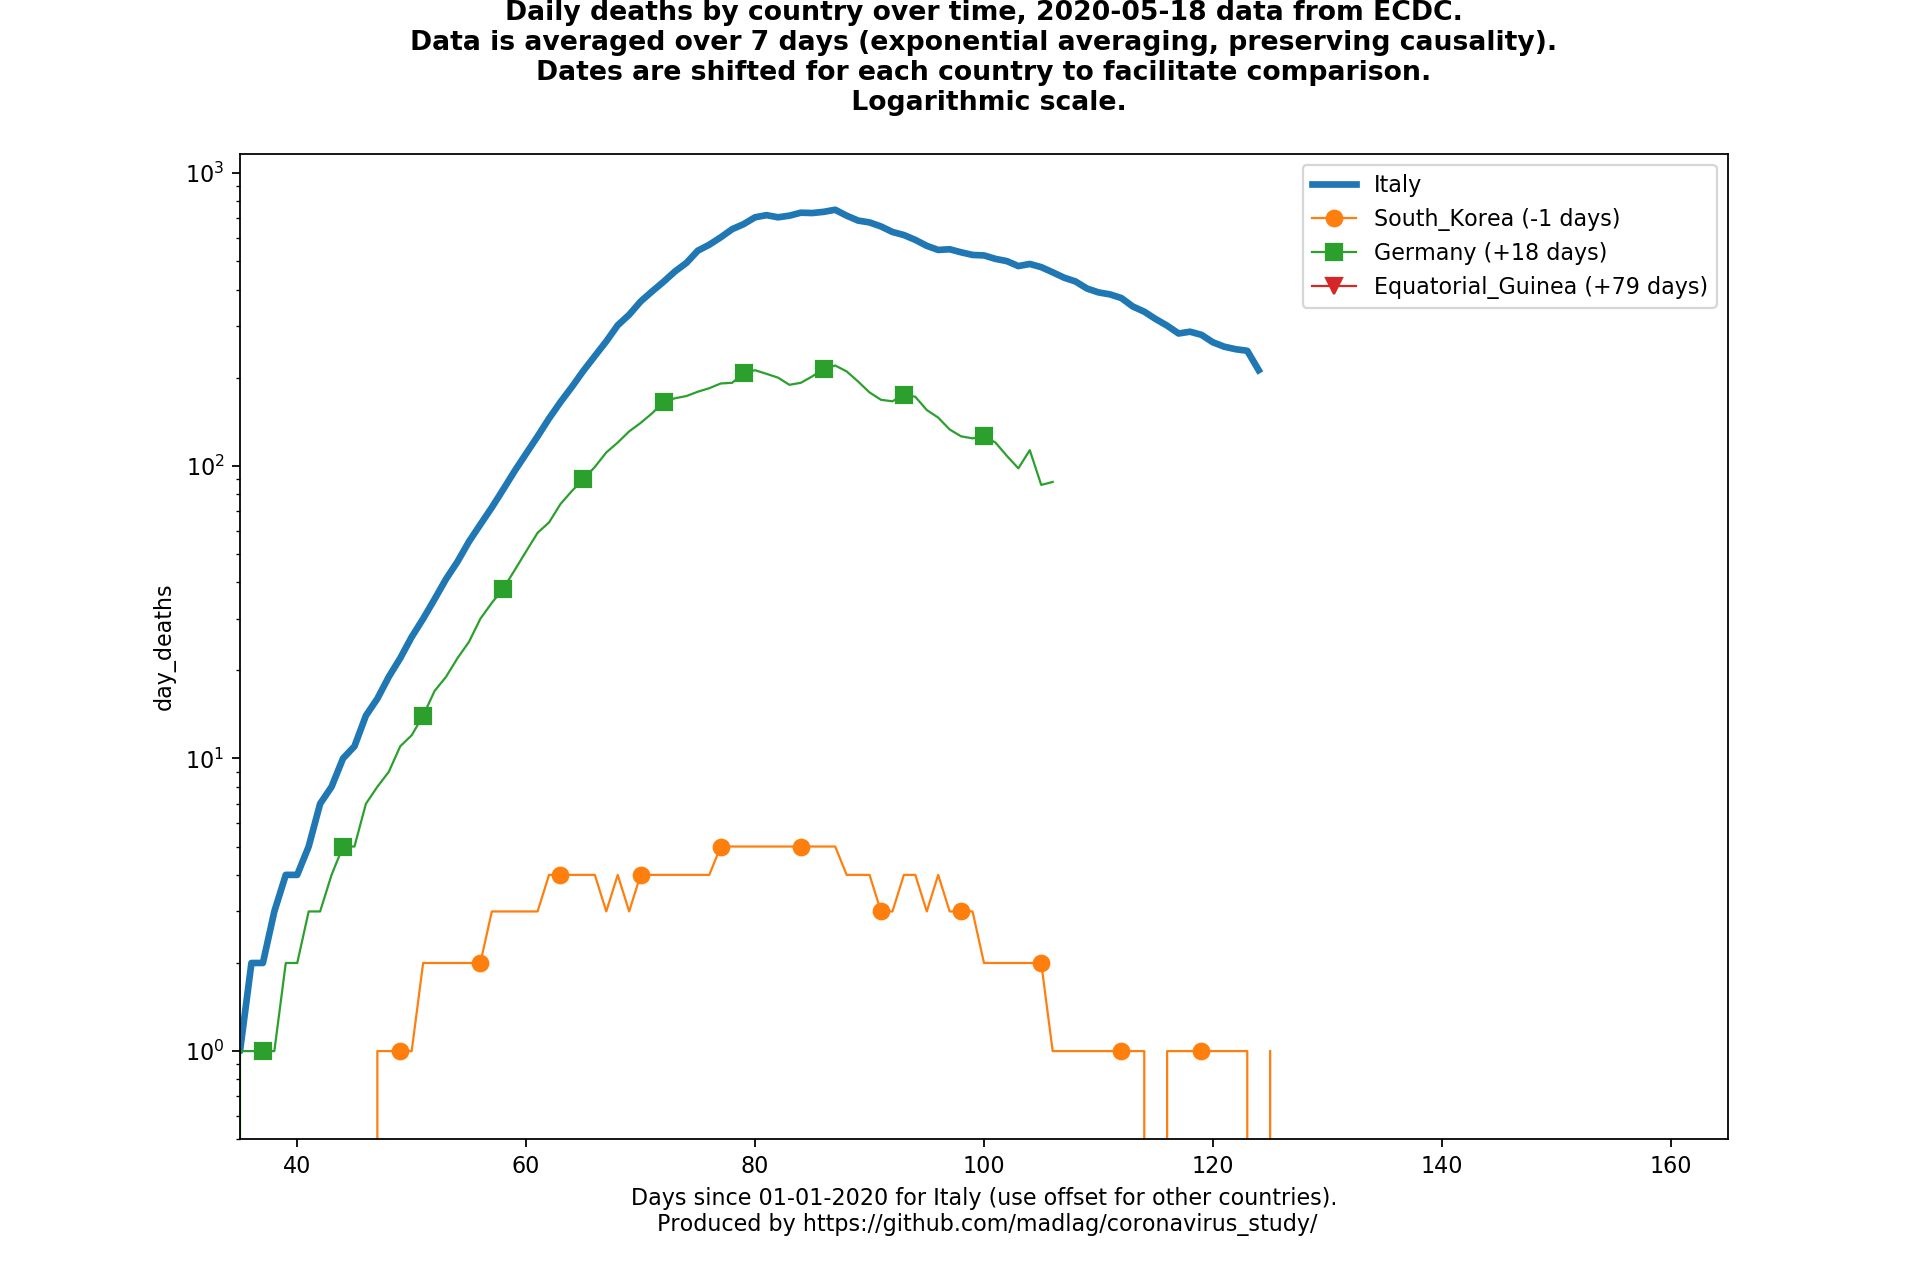 Daily deaths by country over time, 2020-05-18 data from ECDC.
Data is averaged over 7 days (exponential averaging, preserving causality).
Dates are shifted for each country to facilitate comparison.
Logarithmic scale.
10³
Italy
South_Korea (-1 days)
Germany (+18 days)
Equatorial_Guinea (+79 days)
10²
day_deaths
10¹
10⁰
40 60 80 100 120 140 160
Days since 01-01-2020 for Italy (use offset for other countries).
Produced by https://github.com/madlag/coronavirus_study/